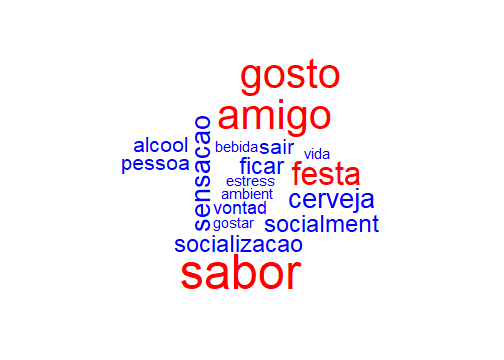 gosto
amigo
sensacao
alcool
bebida
sair
vida
pessoa
ficar
festa
estress
ambient
cerveja
vontad
gostar
socialment
socializacao
sabor